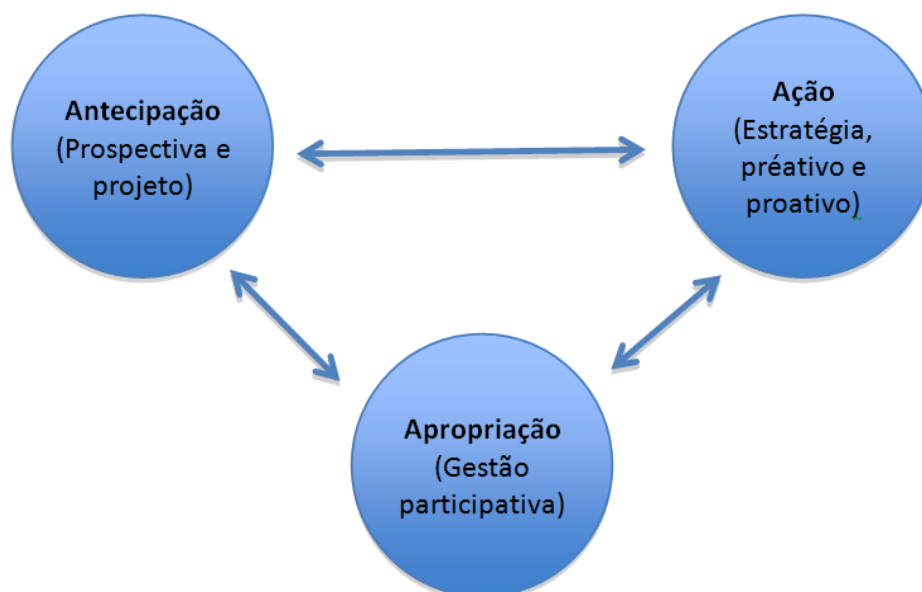 Antecipação
(Prospectiva e
projeto)
Ação
(Estratégia,
préativo e
proativo)
Apropriação
(Gestão
participativa)